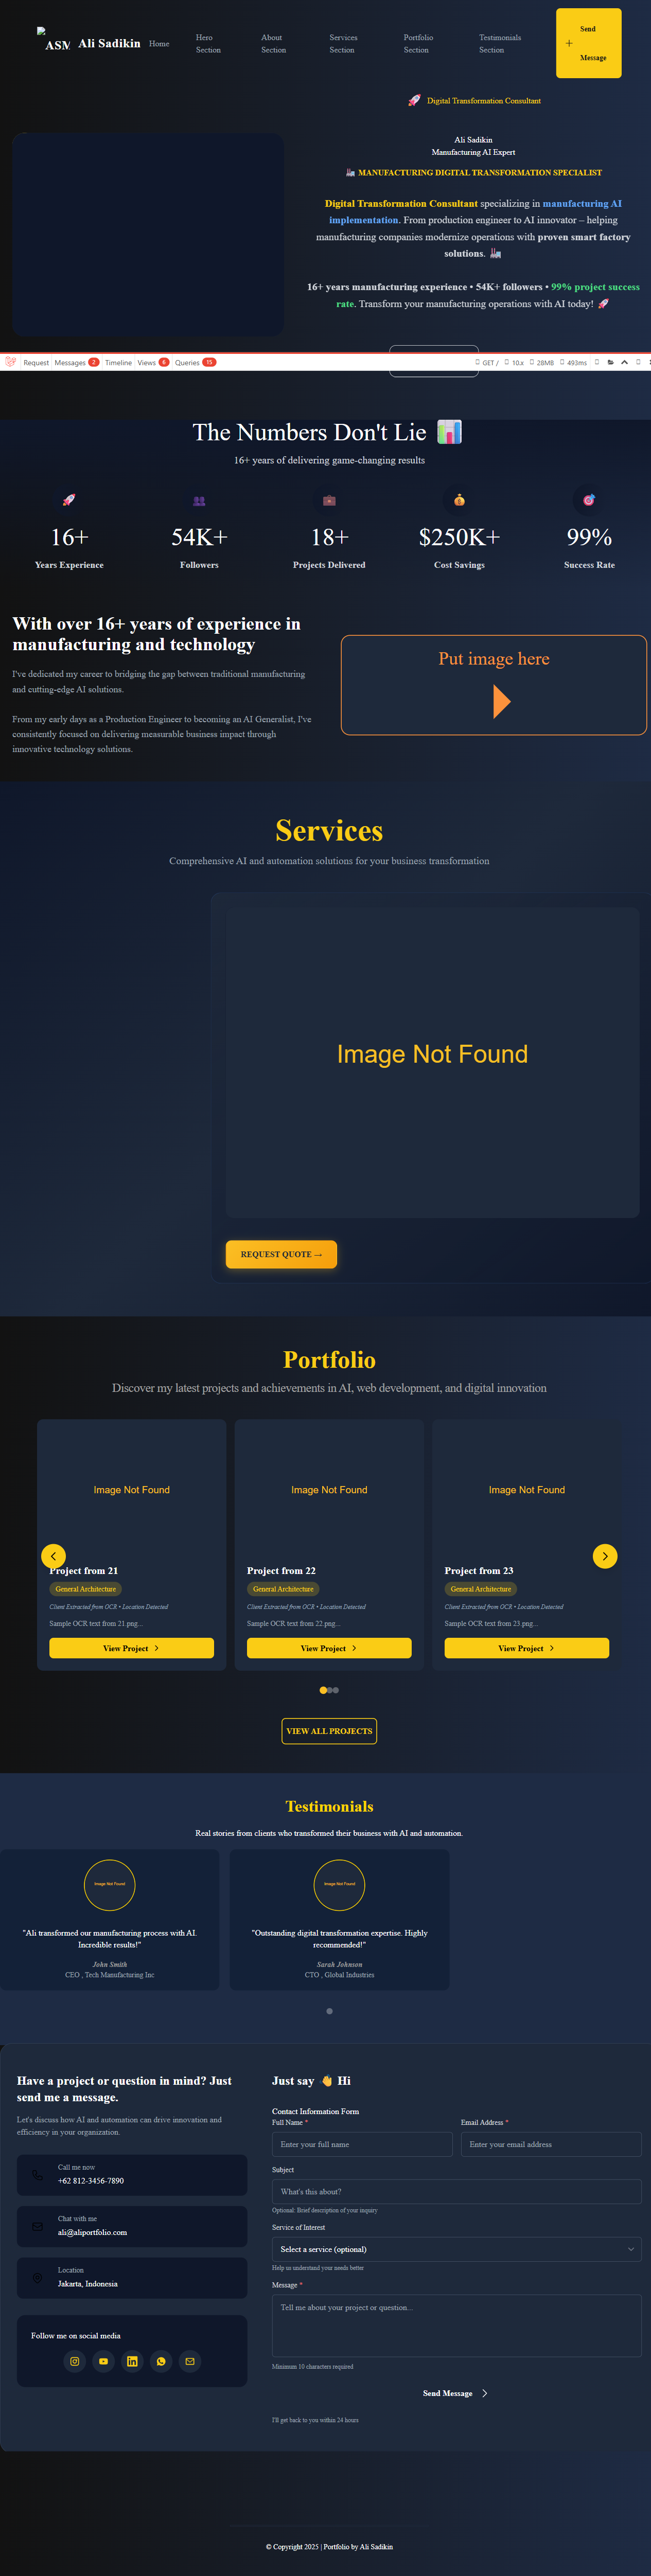 ASM
Ali Sadikin
Home
Hero
Section
About
Section
Services
Section
Portfolio
Section
Testimonials
Section
Send
Message
🚀 Digital Transformation Consultant
Ali Sadikin
Manufacturing AI Expert
🏭 MANUFACTURING DIGITAL TRANSFORMATION SPECIALIST
Digital Transformation Consultant specializing in manufacturing AI
implementation. From production engineer to AI innovator – helping
manufacturing companies modernize operations with proven smart factory
solutions. 🏭
16+ years manufacturing experience • 54K+ followers • 99% project success
rate. Transform your manufacturing operations with AI today! 🚀
Request Messages 2 Timeline Views 6 Queries 15 GET / 10.x 28MB 493ms
The Numbers Don't Lie 📊
16+ years of delivering game-changing results
16+
Years Experience
54K+
Followers
18+
Projects Delivered
$250K+
Cost Savings
99%
Success Rate
With over 16+ years of experience in
manufacturing and technology
I've dedicated my career to bridging the gap between traditional manufacturing
and cutting-edge AI solutions.
From my early days as a Production Engineer to becoming an AI Generalist, I've
consistently focused on delivering measurable business impact through
innovative technology solutions.
Put image here
Services
Comprehensive AI and automation solutions for your business transformation
Image Not Found
REQUEST QUOTE →
Portfolio
Discover my latest projects and achievements in AI, web development, and digital innovation
Image Not Found
Project from 21
General Architecture
Client Extracted from OCR • Location Detected
Sample OCR text from 21.png...
View Project
Image Not Found
Project from 22
General Architecture
Client Extracted from OCR • Location Detected
Sample OCR text from 22.png...
View Project
Image Not Found
Project from 23
General Architecture
Client Extracted from OCR • Location Detected
Sample OCR text from 23.png...
View Project
VIEW ALL PROJECTS
Testimonials
Real stories from clients who transformed their business with AI and automation.
Image Not Found
"Ali transformed our manufacturing process with AI.
Incredible results!"
John Smith
CEO , Tech Manufacturing Inc
Image Not Found
"Outstanding digital transformation expertise. Highly
recommended!"
Sarah Johnson
CTO , Global Industries
Have a project or question in mind? Just
send me a message.
Let's discuss how AI and automation can drive innovation and
efficiency in your organization.
Call me now
+62 812-3456-7890
Chat with me
ali@aliportfolio.com
Location
Jakarta, Indonesia
Follow me on social media
Just say 👋 Hi
Contact Information Form
Full Name *
Enter your full name
Email Address *
Enter your email address
Subject
What's this about?
Optional: Brief description of your inquiry
Service of Interest
Select a service (optional)
Help us understand your needs better
Message *
Tell me about your project or question...
Minimum 10 characters required
Send Message
I'll get back to you within 24 hours
© Copyright 2025 | Portfolio by Ali Sadikin